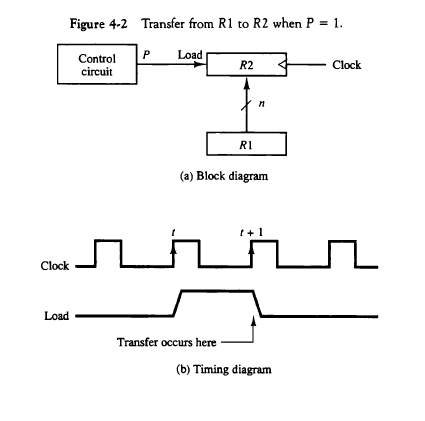 Figure 4-2 Transfer from R1 to R2 when P = 1.
Control circuit
P
Load
R2
Clock
n
R1
(a) Block diagram
t
t + 1
Clock
Load
Transfer occurs here
(b) Timing diagram